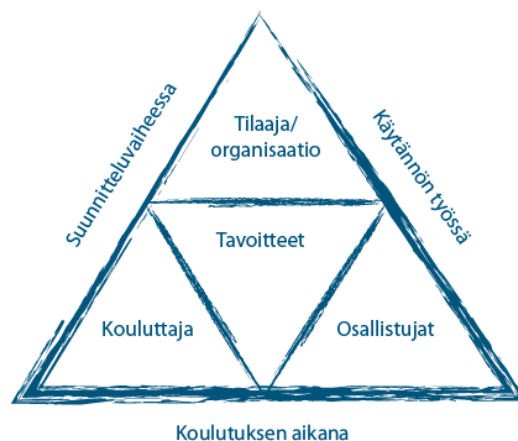 Suunnitteluvaiheessa
Tilaaja/
organisaatio
Käytännön työssä
Tavoitteet
Kouluttaja
Osallistujat
Koulutuksen aikana